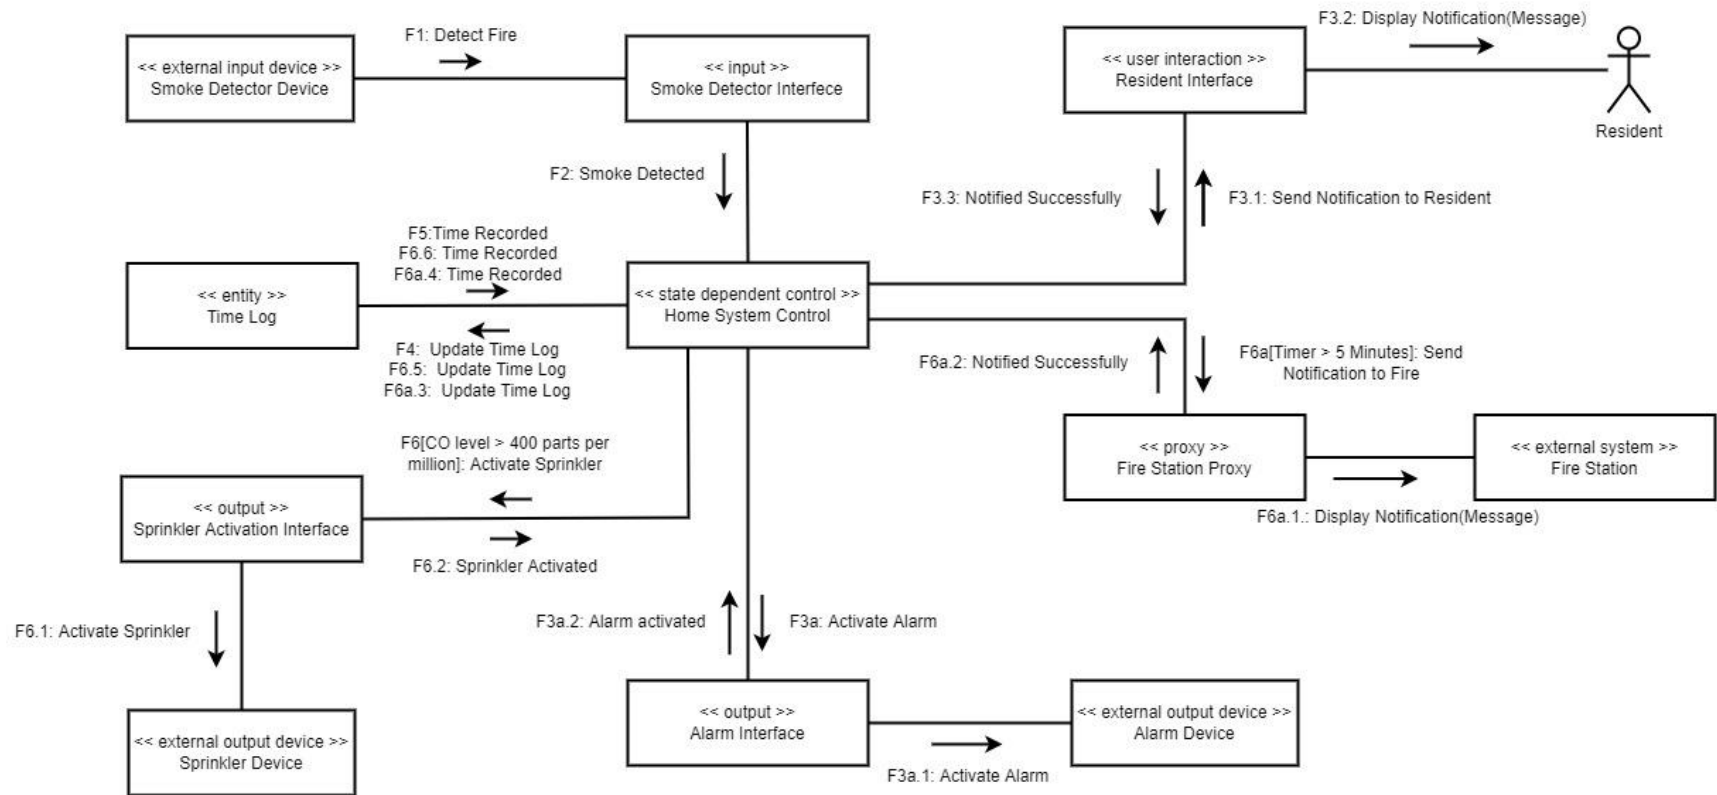 F1: Detect Fire
<< external input device >>
Smoke Detector Device
<< input >>
Smoke Detector Interfece
<< user interaction >>
Resident Interface
F3.2: Display Notification(Message)
Resident
F2: Smoke Detected
F3.3: Notified Successfully
F3.1: Send Notification to Resident
F5:Time Recorded
F6.6: Time Recorded
F6a.4: Time Recorded
<< entity >>
Time Log
<< state dependent control >>
Home System Control
F4: Update Time Log
F6.5: Update Time Log
F6a.3: Update Time Log
F6a.2: Notified Successfully
F6a[Timer > 5 Minutes]: Send
Notification to Fire
F6[CO level > 400 parts per
million]: Activate Sprinkler
<< proxy >>
Fire Station Proxy
<< external system >>
Fire Station
F6a.1.: Display Notification(Message)
<< output >>
Sprinkler Activation Interface
F6.2: Sprinkler Activated
F6.1: Activate Sprinkler
F3a.2: Alarm activated
F3a: Activate Alarm
<< external output device >>
Sprinkler Device
<< output >>
Alarm Interface
<< external output device >>
Alarm Device
F3a.1: Activate Alarm